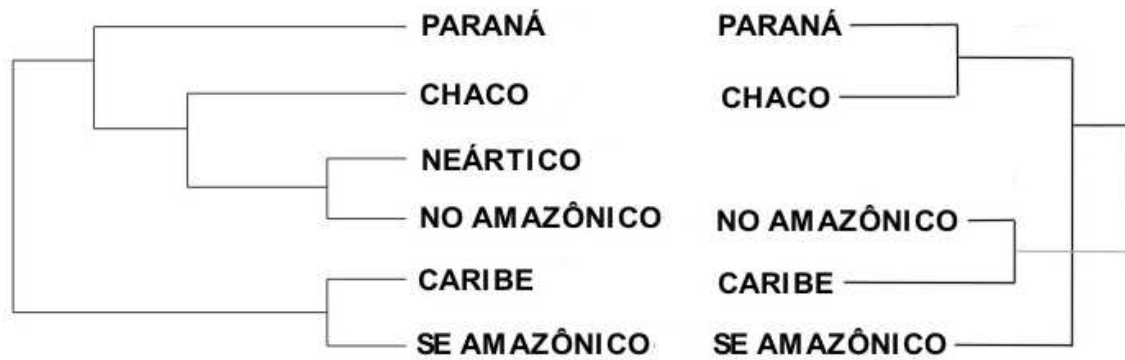 PARANÁ
CHACO
NEÁRTICO
NO AMAZÔNICO
CARIBE
SE AMAZÔNICO
PARANÁ
CHACO
NO AMAZÔNICO
CARIBE
SE AMAZÔNICO